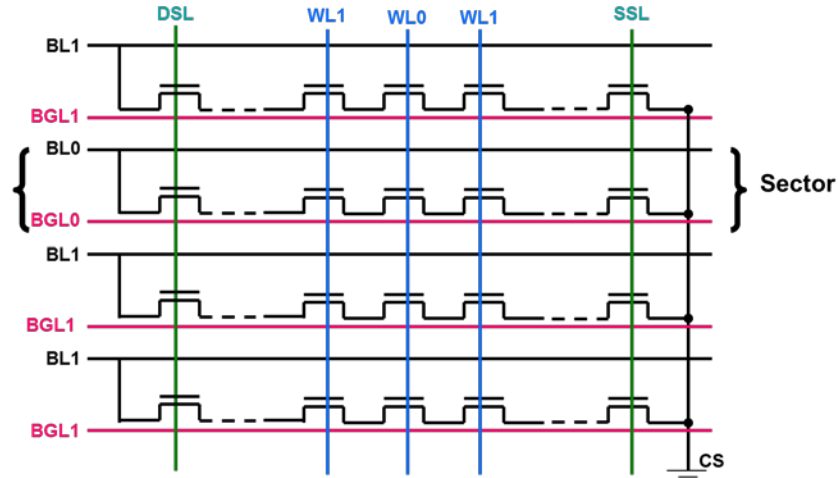 DSL WL1 WL0 WL1 SSL
BL1
BGL1
BL0
Sector
BGL0
BL1
BGL1
BL1
BGL1
CS